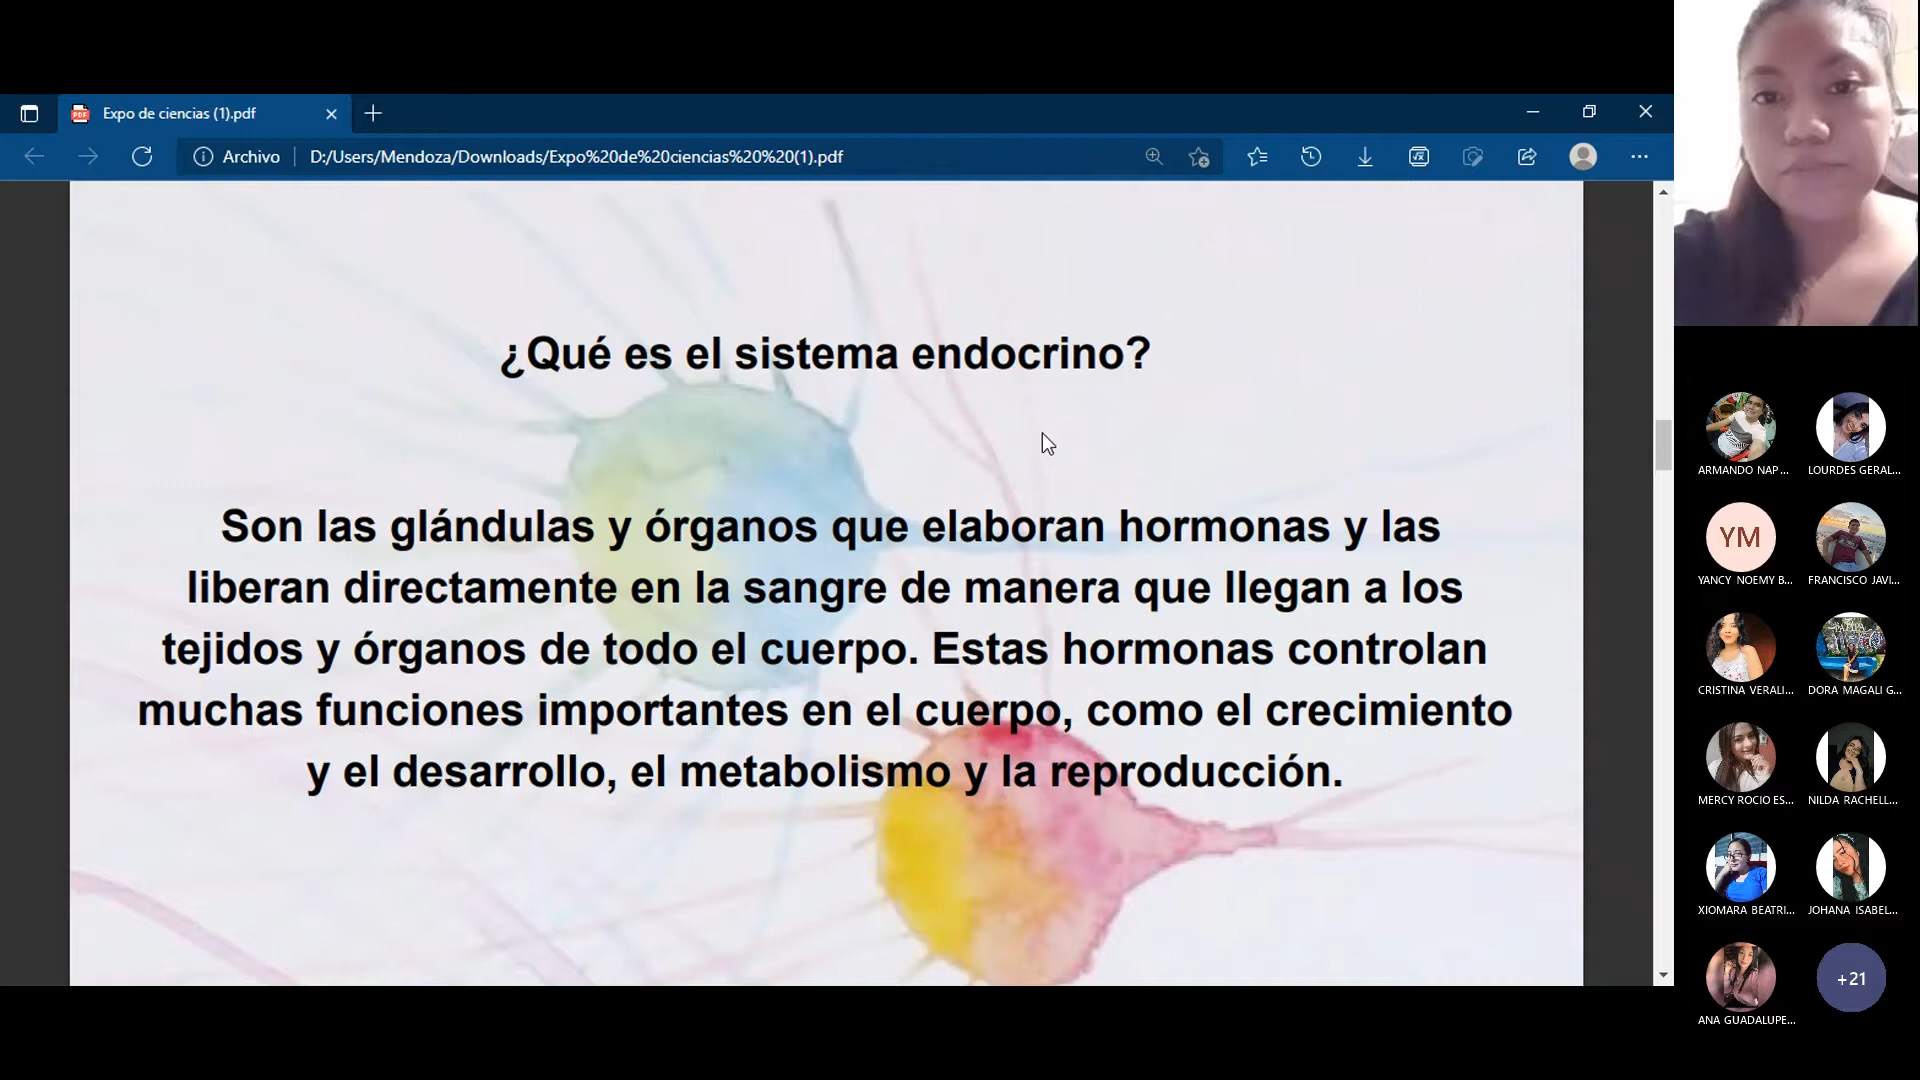 Expo de ciencias (1).pdf
Archivo
D:/Users/Mendoza/Downloads/Expo%20de%20ciencias%20%20(1).pdf
¿Qué es el sistema endocrino?
Son las glándulas y órganos que elaboran hormonas y las
liberan directamente en la sangre de manera que llegan a los
tejidos y órganos de todo el cuerpo. Estas hormonas controlan
muchas funciones importantes en el cuerpo, como el crecimiento
y el desarrollo, el metabolismo y la reproducción.
ARMANDO NAP...
LOURDES GERAL...
YM
YANCY NOEMY B...
FRANCISCO JAVI...
CRISTINA VERALI...
DORA MAGALI G...
MERCY ROCIO ES...
NILDA RACHELL...
XIOMARA BEATRI...
JOHANA ISABEL...
ANA GUADALUPE...
+21